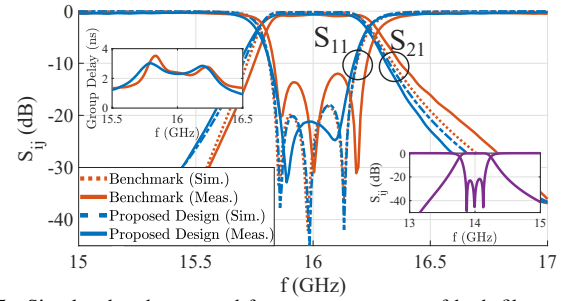 0
-10
-20
-30
-40
S_ij (dB)
15
15.5
16
16.5
17
f (GHz)
S_11
S_21
Group Delay (ns)
4
2
0
15.5
16
16.5
f (GHz)
Benchmark (Sim.)
Benchmark (Meas.)
Proposed Design (Sim.)
Proposed Design (Meas.)
S_ij (dB)
0
-20
-40
13
14
15
f (GHz)